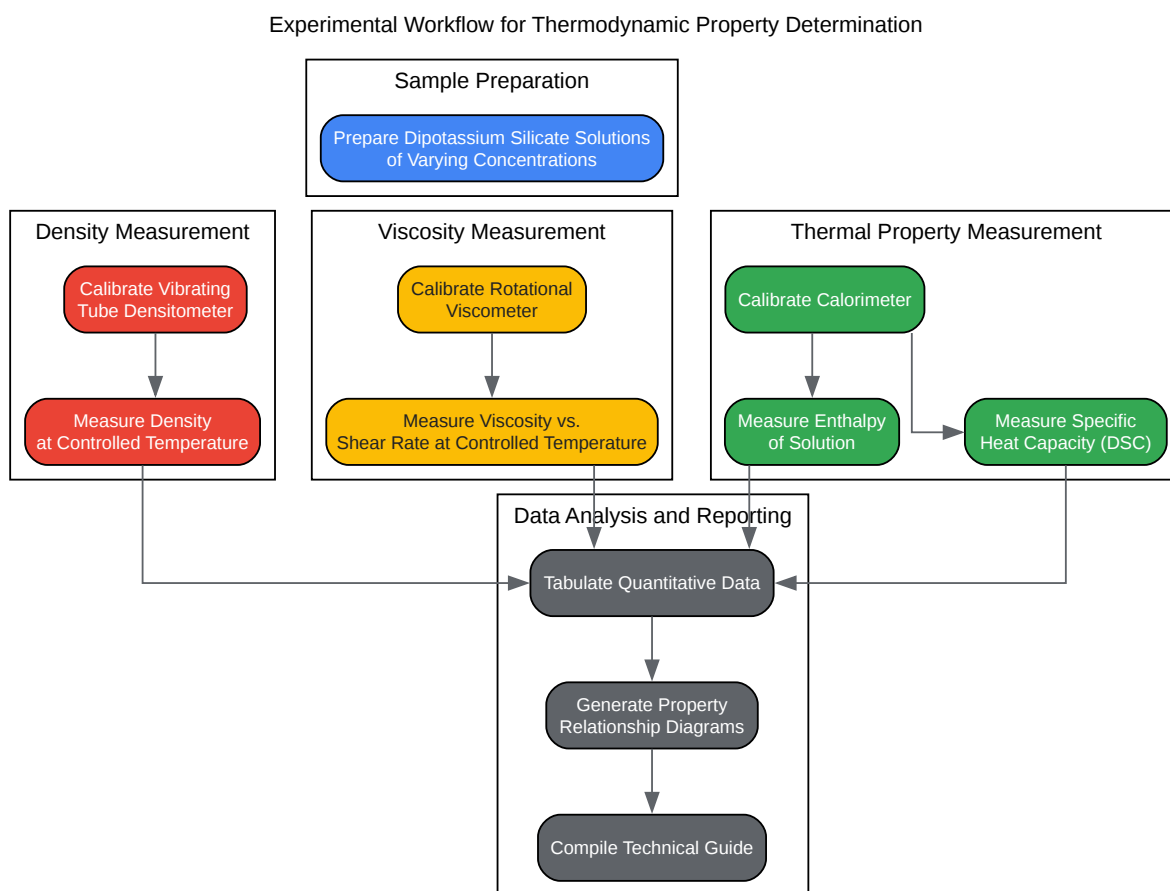 Experimental Workflow for Thermodynamic Property Determination
Sample Preparation
Prepare Dipotassium Silicate Solutions
of Varying Concentrations
Density Measurement
Calibrate Vibrating
Tube Densitometer
Measure Density
at Controlled Temperature
Viscosity Measurement
Calibrate Rotational
Viscometer
Measure Viscosity vs.
Shear Rate at Controlled Temperature
Thermal Property Measurement
Calibrate Calorimeter
Measure Enthalpy
of Solution
Measure Specific
Heat Capacity (DSC)
Data Analysis and Reporting
Tabulate Quantitative Data
Generate Property
Relationship Diagrams
Compile Technical Guide